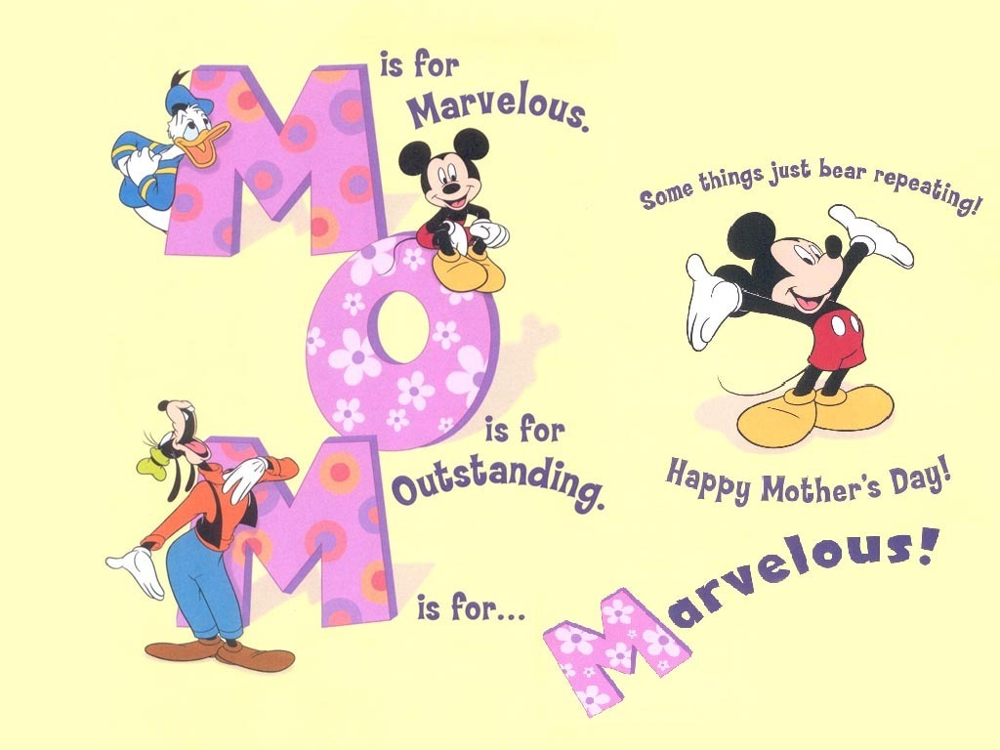 M is for
Marvelous.
O is for
Outstanding.
M is for...
Some things just bear repeating!
Happy Mother's Day!
Marvelous!